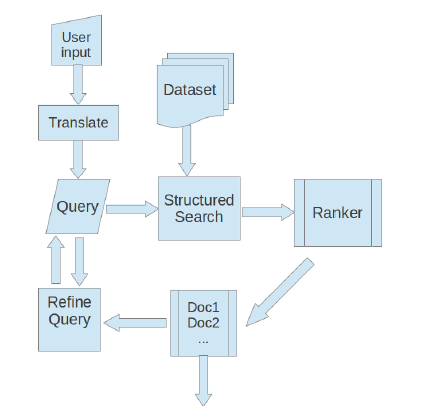 User
input
Dataset
Translate
Query
Structured
Search
Ranker
Refine
Query
Doc1
Doc2
...